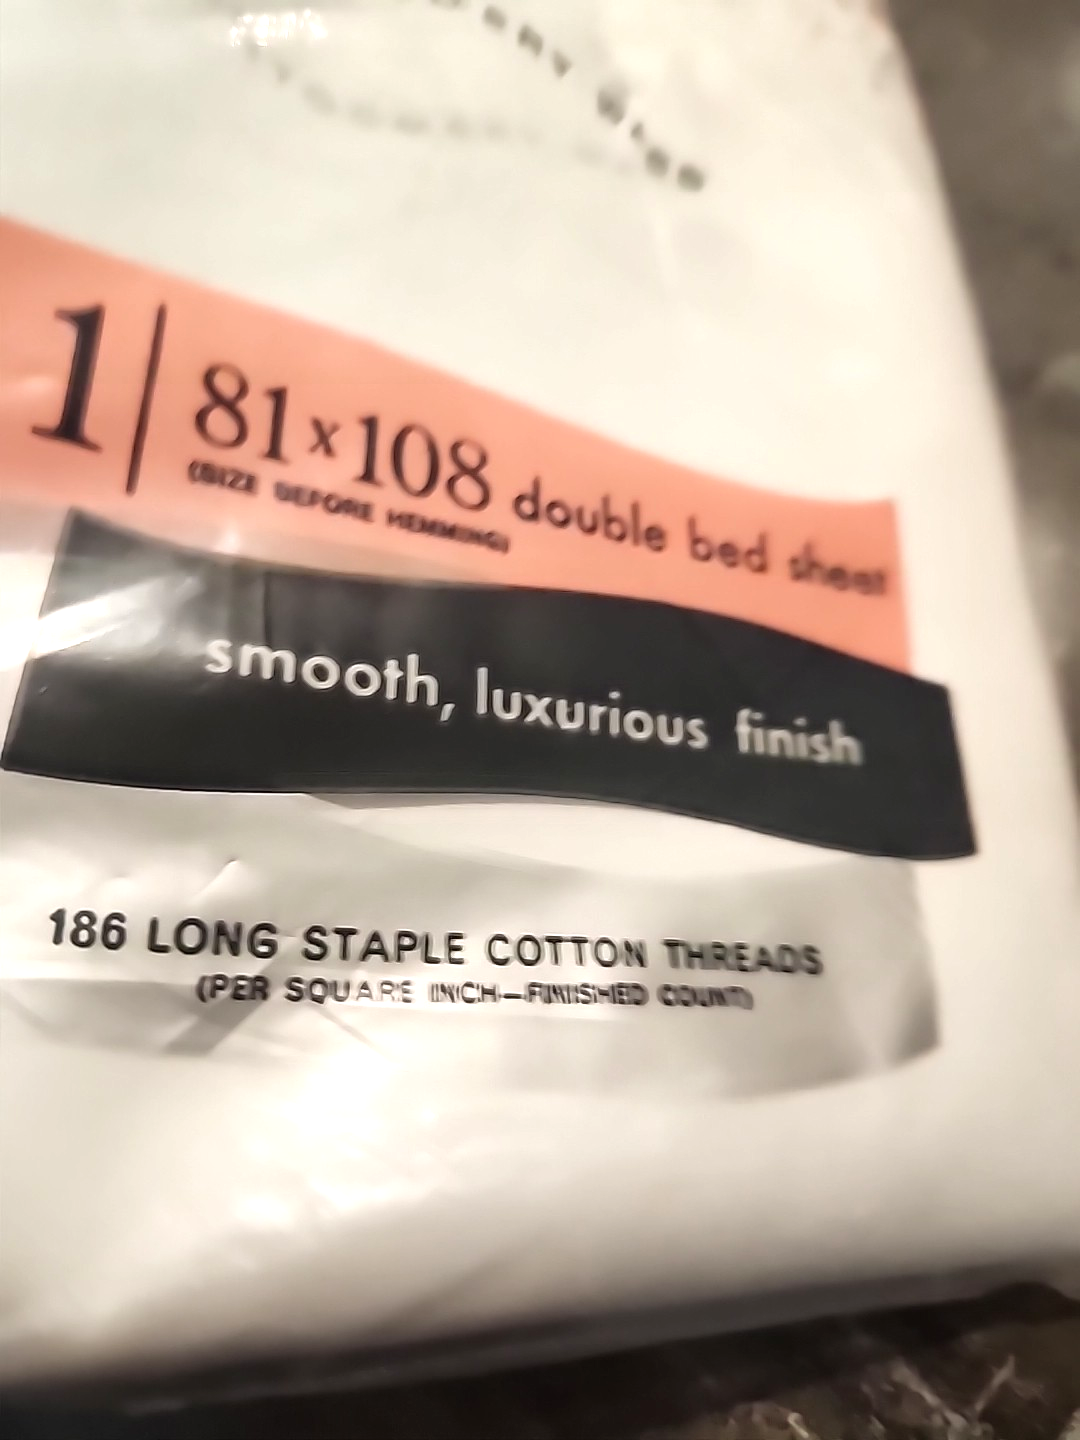 1 | 81x108 double bed sheet
(SIZE BEFORE HEMMING)
smooth, luxurious finish
186 LONG STAPLE COTTON THREADS
(PER SQUARE INCH—FINISHED COUNT)